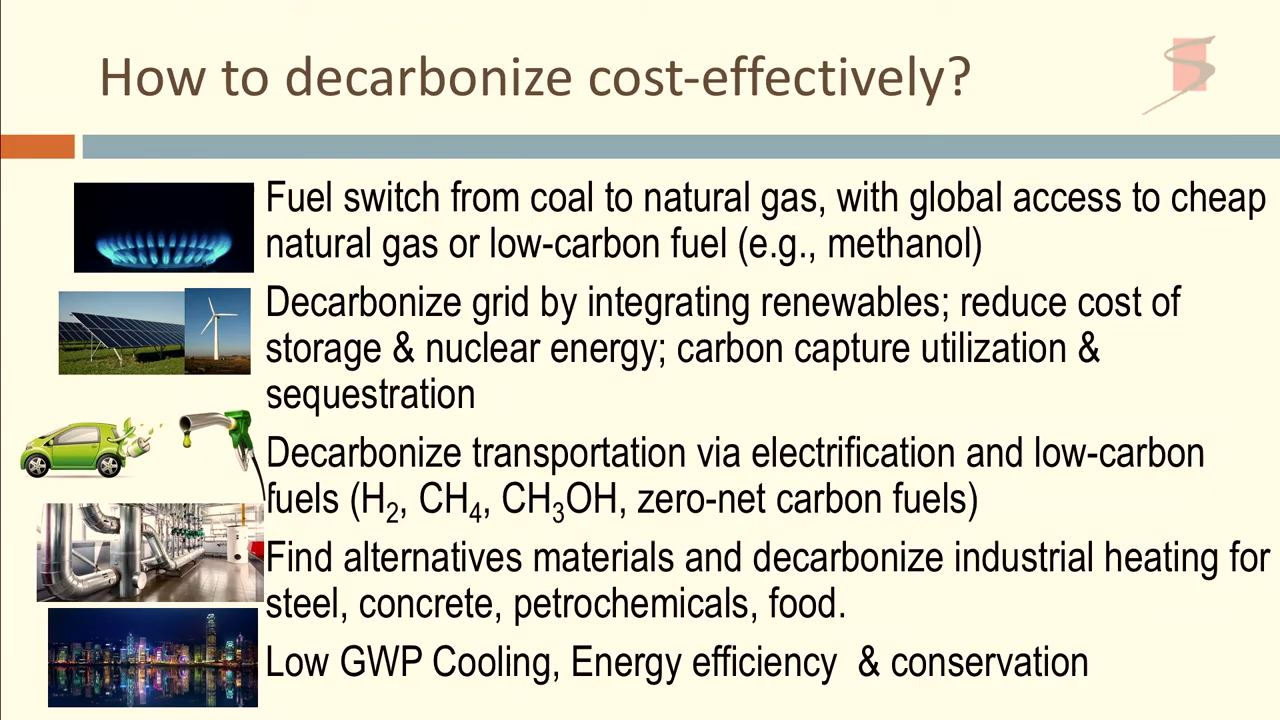 How to decarbonize cost-effectively?
Fuel switch from coal to natural gas, with global access to cheap
natural gas or low-carbon fuel (e.g., methanol)
Decarbonize grid by integrating renewables; reduce cost of
storage & nuclear energy; carbon capture utilization &
sequestration
Decarbonize transportation via electrification and low-carbon
fuels (H₂, CH₄, CH₃OH, zero-net carbon fuels)
Find alternatives materials and decarbonize industrial heating for
steel, concrete, petrochemicals, food.
Low GWP Cooling, Energy efficiency & conservation